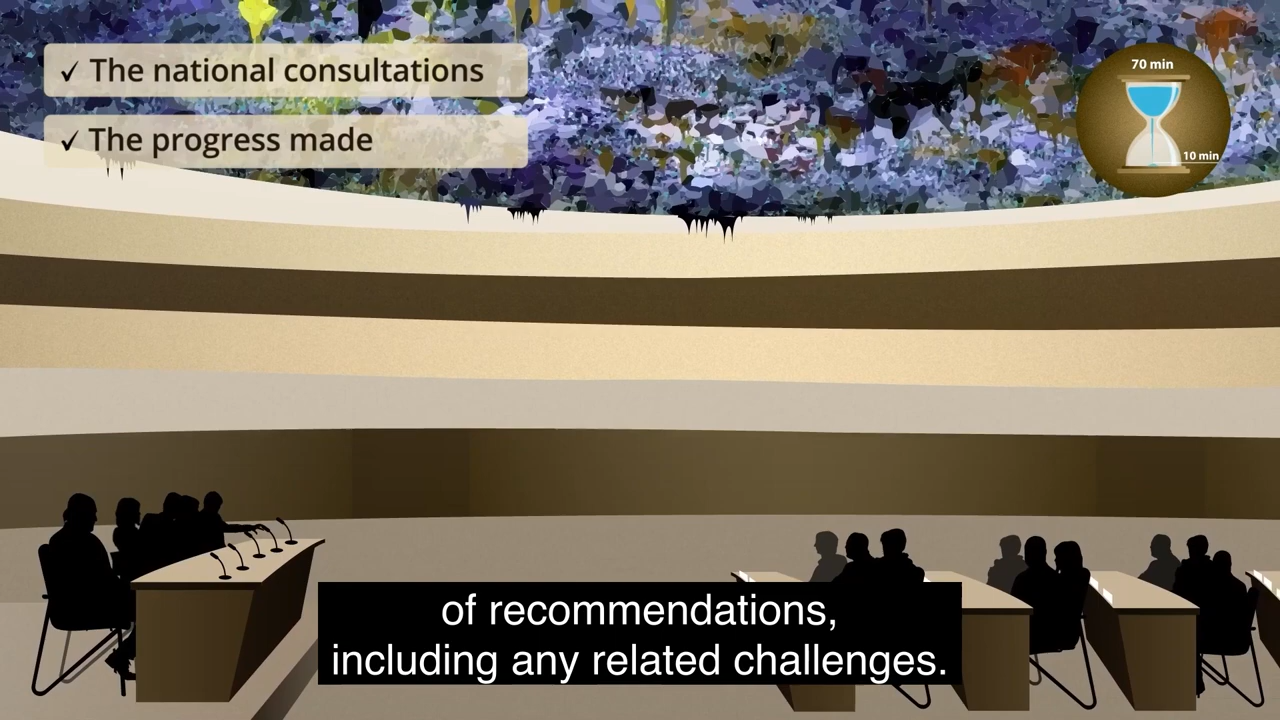 ✓ The national consultations
✓ The progress made
70 min
10 min
of recommendations,
including any related challenges.